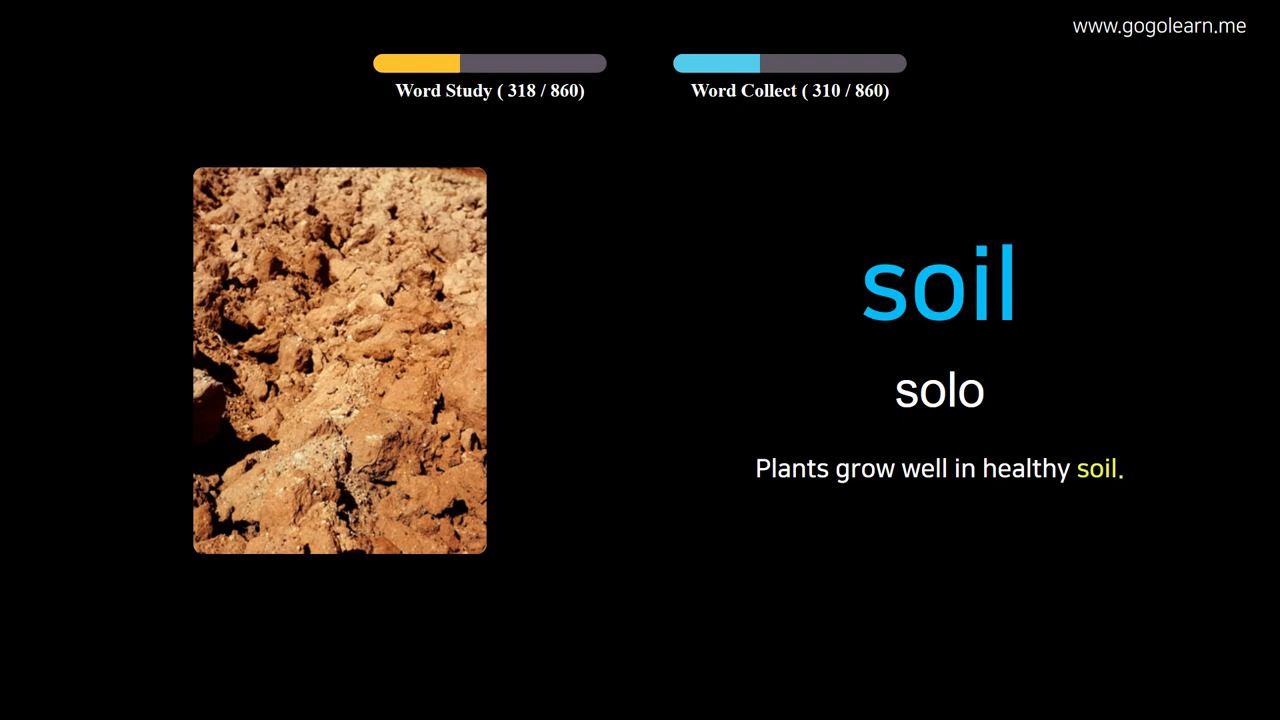 www.gogolearn.me
Word Study ( 318 / 860)
Word Collect ( 310 / 860)
soil
solo
Plants grow well in healthy soil.